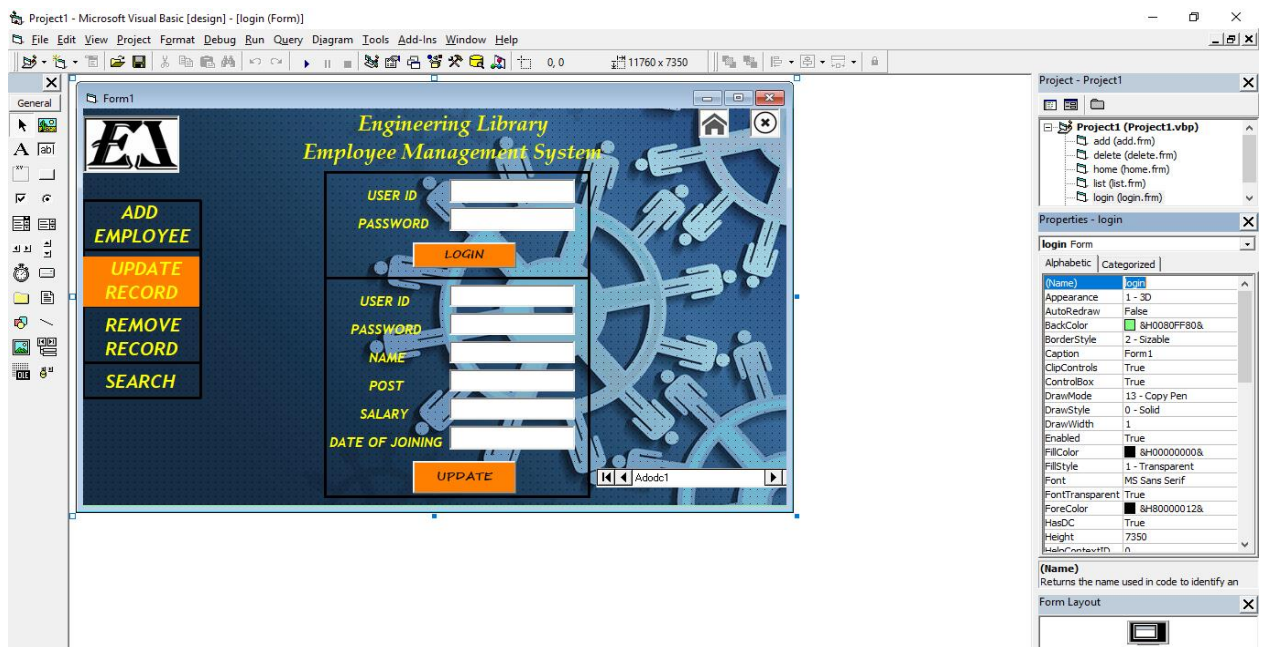 Project1 - Microsoft Visual Basic [design] - [login (Form)]
File Edit View Project Format Debug Run Query Diagram Tools Add-Ins Window Help
0, 0 11760 x 7350
General
A ab|
xy
OLE
Form1
EL
Engineering Library
Employee Management System
ADD
EMPLOYEE
UPDATE
RECORD
REMOVE
RECORD
SEARCH
USER ID
PASSWORD
LOGIN
USER ID
PASSWORD
NAME
POST
SALARY
DATE OF JOINING
UPDATE
Adodc1
Project - Project1
Project1 (Project1.vbp)
add (add.frm)
delete (delete.frm)
home (home.frm)
list (list.frm)
login (login.frm)
Properties - login
login Form
Alphabetic Categorized
(Name) login
Appearance 1 - 3D
AutoRedraw False
BackColor &H0080FF80&
BorderStyle 2 - Sizable
Caption Form1
ClipControls True
ControlBox True
DrawMode 13 - Copy Pen
DrawStyle 0 - Solid
DrawWidth 1
Enabled True
FillColor &H00000000&
FillStyle 1 - Transparent
Font MS Sans Serif
FontTransparent True
ForeColor &H80000012&
HasDC True
Height 7350
HelpContextID 0
(Name)
Returns the name used in code to identify an
Form Layout